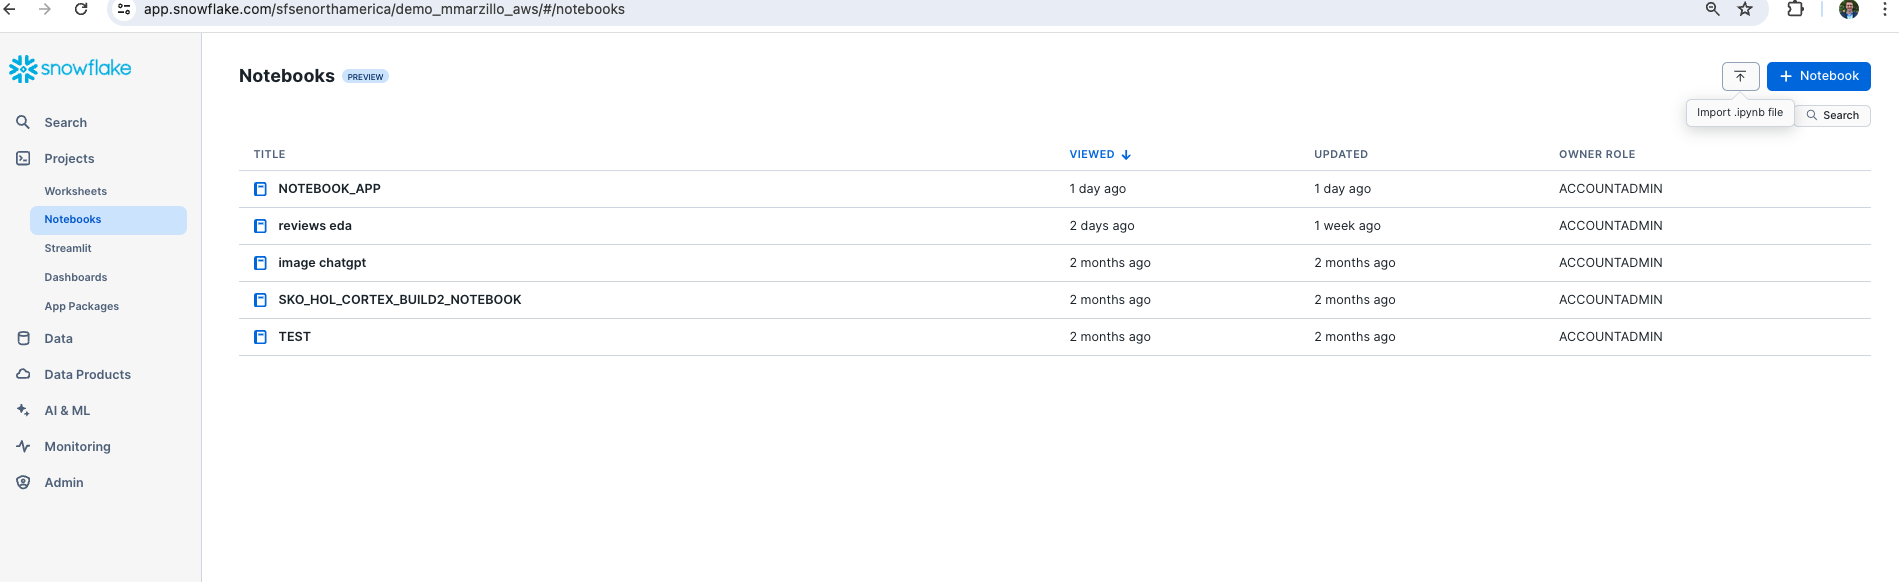 app.snowflake.com/sfsenorthamerica/demo_mmarzillo_aws/#/notebooks
snowflake
Search
Projects
Worksheets
Notebooks
Streamlit
Dashboards
App Packages
Data
Data Products
AI & ML
Monitoring
Admin
Notebooks PREVIEW
+ Notebook
Import .ipynb file
Search
TITLE VIEWED UPDATED OWNER ROLE
NOTEBOOK_APP 1 day ago 1 day ago ACCOUNTADMIN
reviews eda 2 days ago 1 week ago ACCOUNTADMIN
image chatgpt 2 months ago 2 months ago ACCOUNTADMIN
SKO_HOL_CORTEX_BUILD2_NOTEBOOK 2 months ago 2 months ago ACCOUNTADMIN
TEST 2 months ago 2 months ago ACCOUNTADMIN